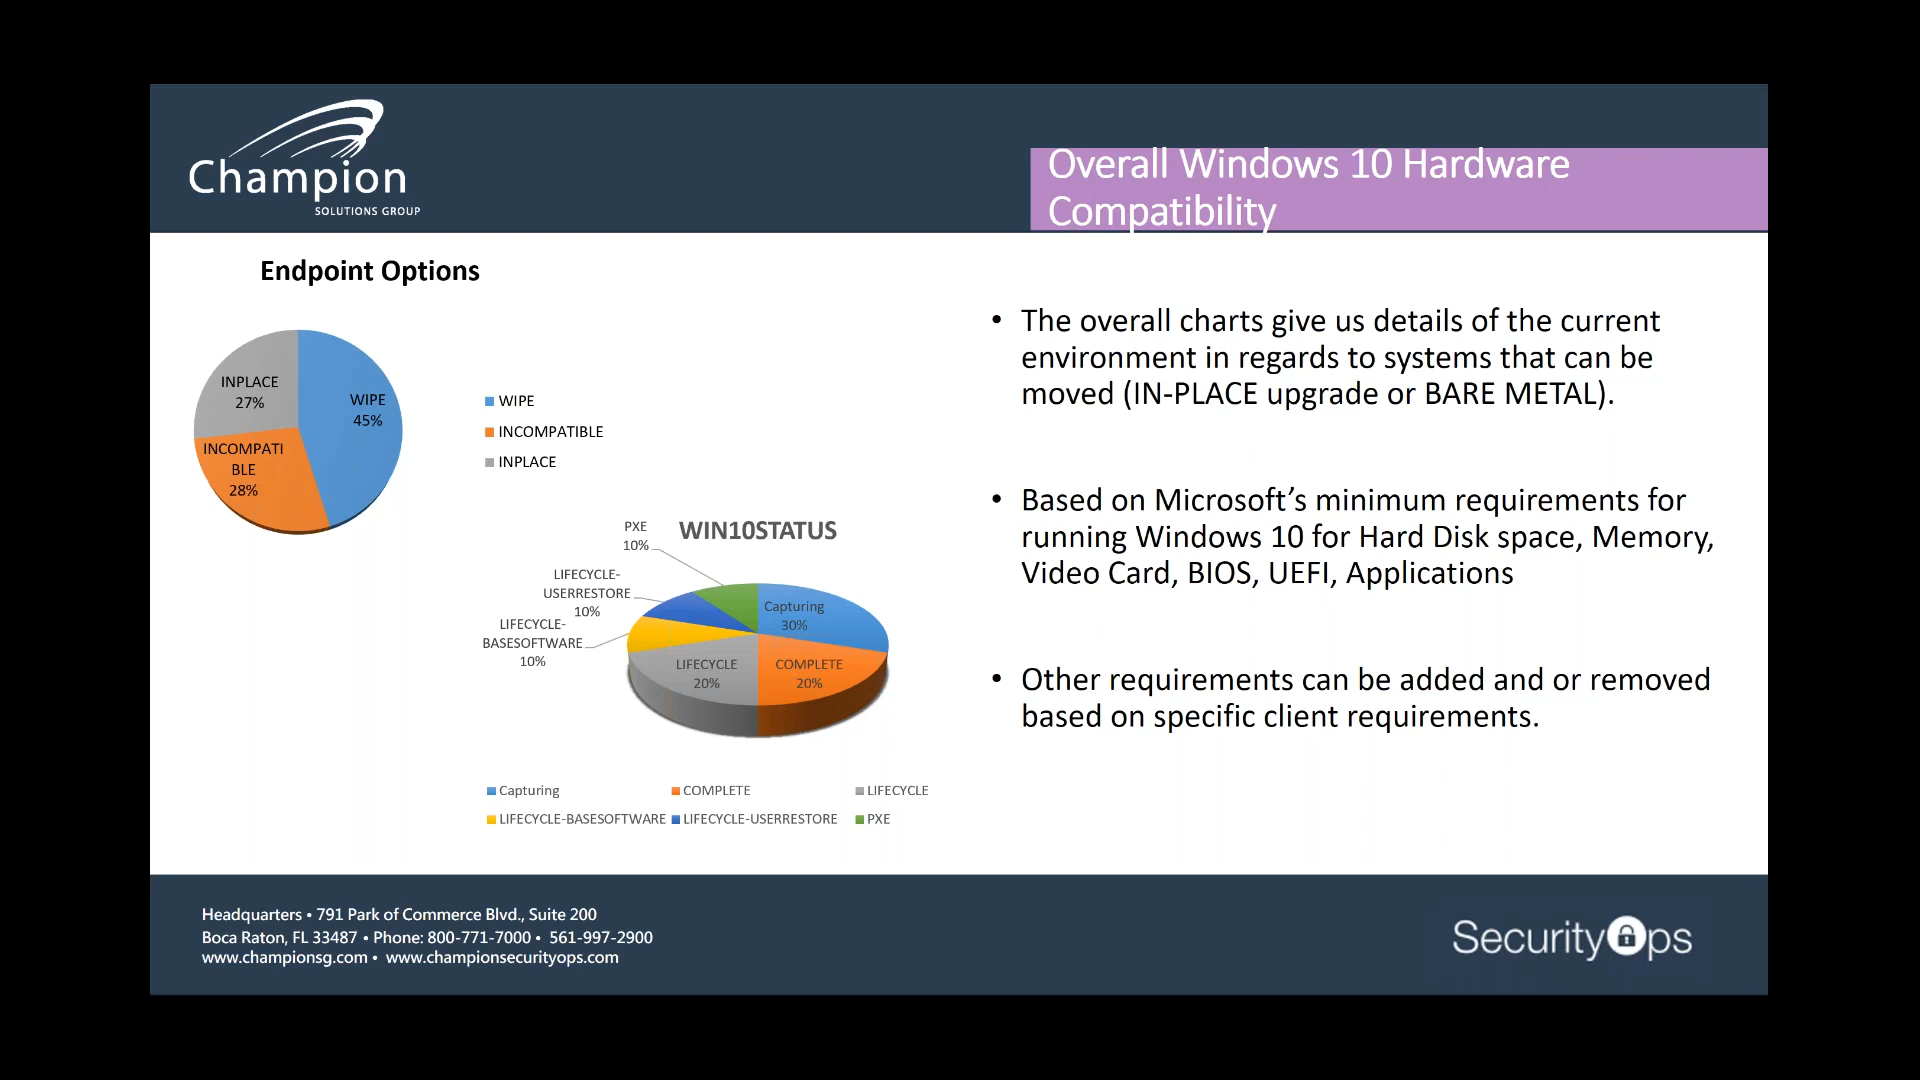 Champion
SOLUTIONS GROUP
Overall Windows 10 Hardware
Compatibility
Endpoint Options
INPLACE
27%
WIPE
45%
INCOMPATI
BLE
28%
WIPE
INCOMPATIBLE
INPLACE
WIN10STATUS
PXE
10%
LIFECYCLE-
USERRESTORE
10%
LIFECYCLE-
BASESOFTWARE
10%
Capturing
30%
LIFECYCLE
20%
COMPLETE
20%
Capturing COMPLETE LIFECYCLE
LIFECYCLE-BASESOFTWARE LIFECYCLE-USERRESTORE PXE
• The overall charts give us details of the current
environment in regards to systems that can be
moved (IN-PLACE upgrade or BARE METAL).
• Based on Microsoft’s minimum requirements for
running Windows 10 for Hard Disk space, Memory,
Video Card, BIOS, UEFI, Applications
• Other requirements can be added and or removed
based on specific client requirements.
Headquarters • 791 Park of Commerce Blvd., Suite 200
Boca Raton, FL 33487 • Phone: 800-771-7000 • 561-997-2900
www.championsg.com • www.championsecurityops.com
SecurityOps